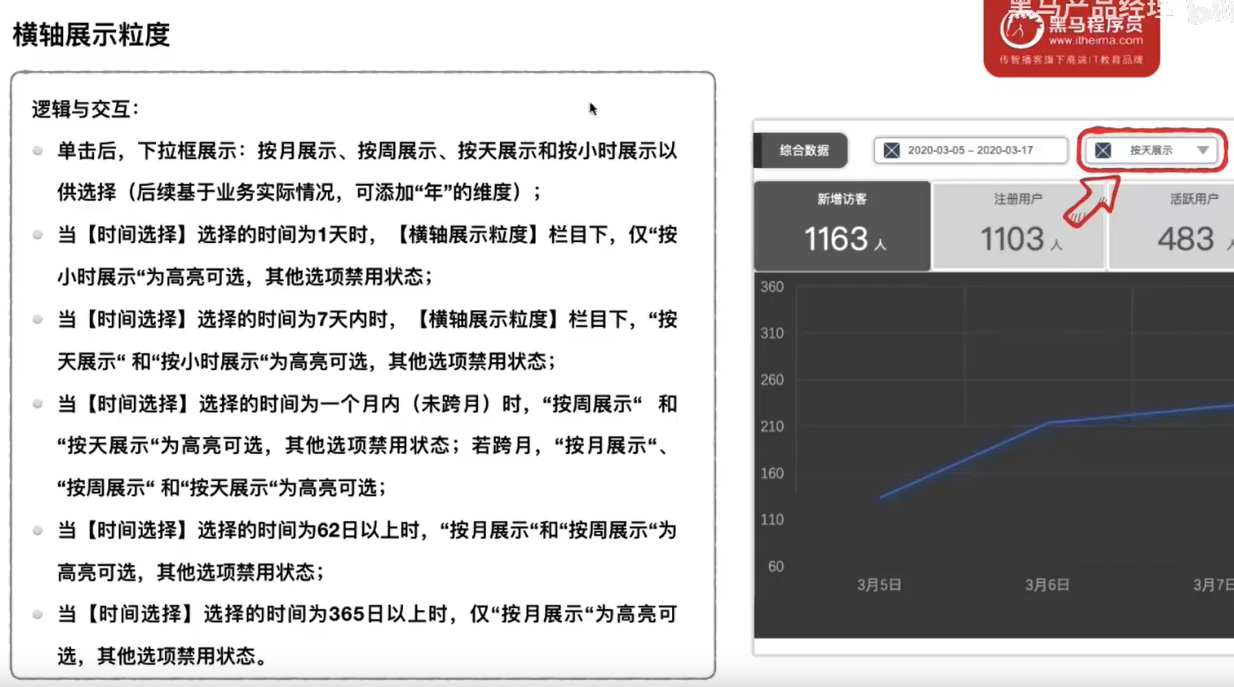 横轴展示粒度
黑马产品经理
黑马程序员
www.itheima.com
传智播客旗下高端IT教育品牌
逻辑与交互：
单击后，下拉框展示：按月展示、按周展示、按天展示和按小时展示以
供选择（后续基于业务实际情况，可添加“年”的维度）；
当【时间选择】选择的时间为1天时，【横轴展示粒度】栏目下，仅“按
小时展示“为高亮可选，其他选项禁用状态；
当【时间选择】选择的时间为7天内时，【横轴展示粒度】栏目下，“按
天展示“ 和“按小时展示“为高亮可选，其他选项禁用状态；
当【时间选择】选择的时间为一个月内（未跨月）时，“按周展示“ 和
“按天展示“为高亮可选，其他选项禁用状态；若跨月，“按月展示“、
“按周展示“ 和“按天展示“为高亮可选；
当【时间选择】选择的时间为62日以上时，“按月展示“和“按周展示“为
高亮可选，其他选项禁用状态；
当【时间选择】选择的时间为365日以上时，仅“按月展示“为高亮可
选，其他选项禁用状态。
综合数据
2020-03-05 – 2020-03-17
按天展示
新增访客
注册用户
活跃用户
1163 人
1103 人
483
360
310
260
210
160
110
60
3月5日
3月6日
3月7日